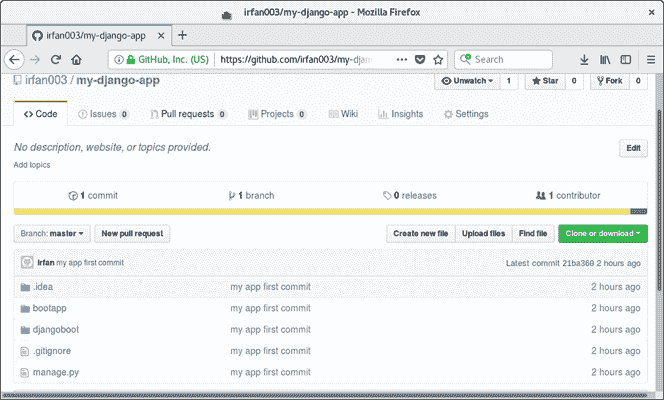 irfan003/my-django-app - Mozilla Firefox
irfan003/my-django-app
GitHub, Inc. (US) https://github.com/irfan003/my-djang Search
irfan003 / my-django-app Unwatch 1 Star 0 Fork 0
Code Issues 0 Pull requests 0 Projects 0 Wiki Insights Settings
No description, website, or topics provided. Edit
Add topics
1 commit 1 branch 0 releases 1 contributor
Branch: master New pull request Create new file Upload files Find file Clone or download
irfan my app first commit Latest commit 21ba369 2 hours ago
.idea my app first commit 2 hours ago
bootapp my app first commit 2 hours ago
djangoboot my app first commit 2 hours ago
.gitignore my app first commit 2 hours ago
manage.py my app first commit 2 hours ago